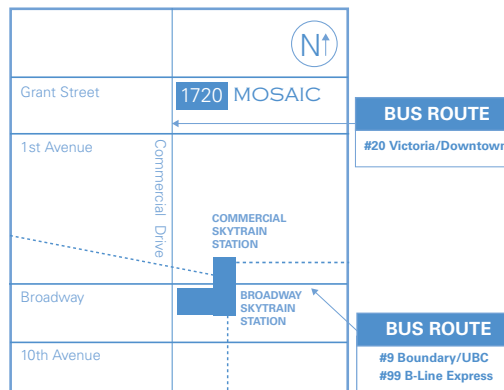 N
Grant Street
1720 MOSAIC
BUS ROUTE
#20 Victoria/Downtown
1st Avenue
Commercial Drive
COMMERCIAL
SKYTRAIN
STATION
Broadway
BROADWAY
SKYTRAIN
STATION
BUS ROUTE
#9 Boundary/UBC
#99 B-Line Express
10th Avenue